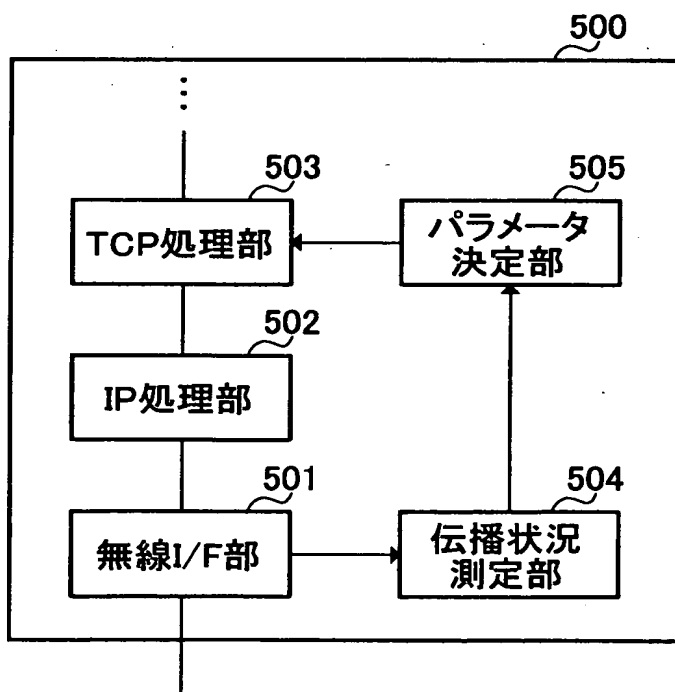 500
⋮
503
TCP処理部
505
パラメータ
決定部
502
IP処理部
501
無線I/F部
504
伝播状況
測定部